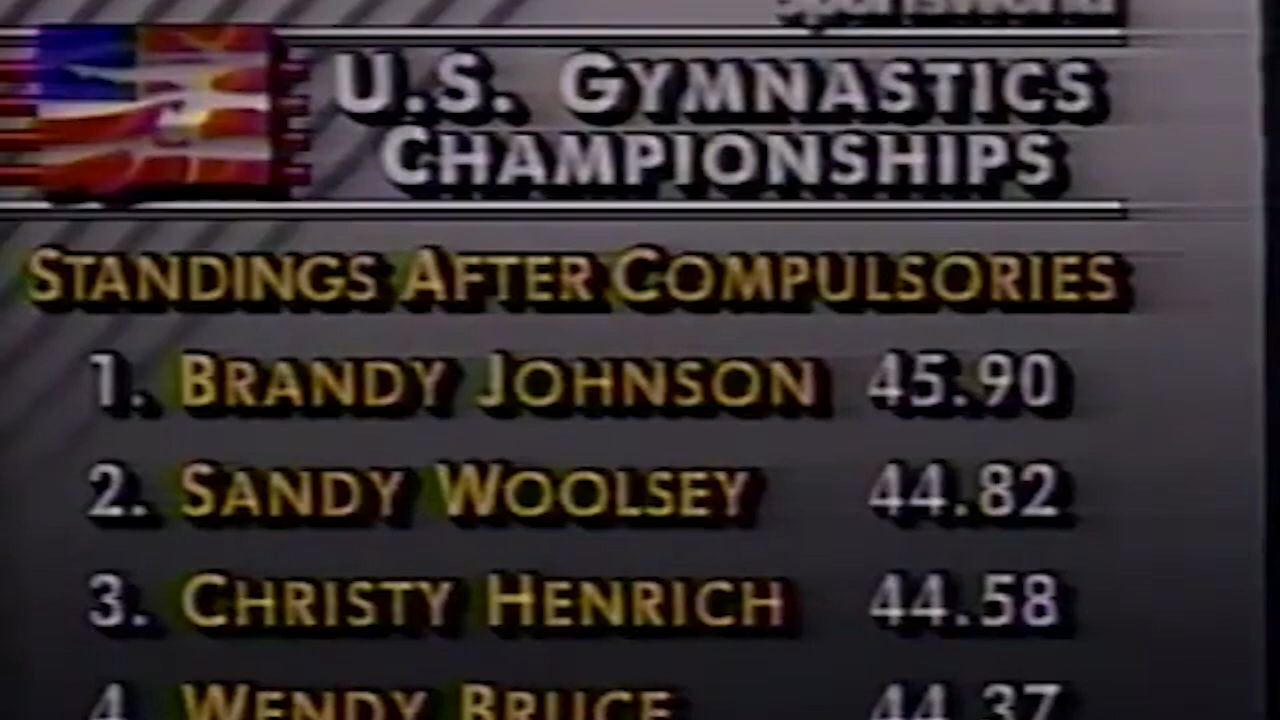 SportsWorld
U.S. GYMNASTICS
CHAMPIONSHIPS
STANDINGS AFTER COMPULSORIES
1. BRANDY JOHNSON 45.90
2. SANDY WOOLSEY 44.82
3. CHRISTY HENRICH 44.58
4. WENDY BRUCE 44.37